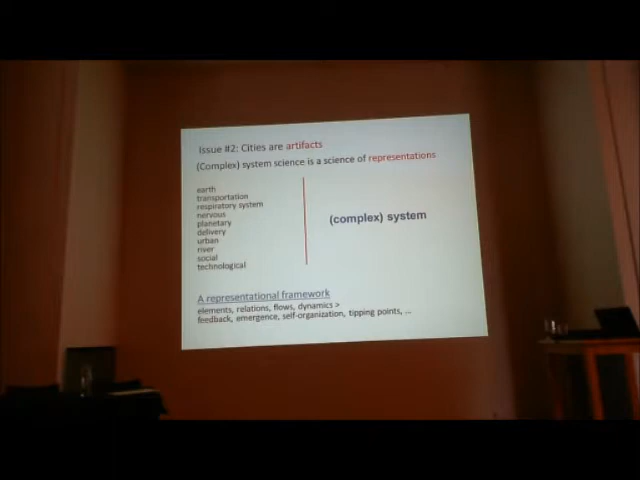 Issue #2: Cities are artifacts
(Complex) system science is a science of representations
earth
transportation
respiratory system
nervous
planetary
delivery
urban
river
social
technological
(complex) system
A representational framework
elements, relations, flows, dynamics >
feedback, emergence, self-organization, tipping points, ...